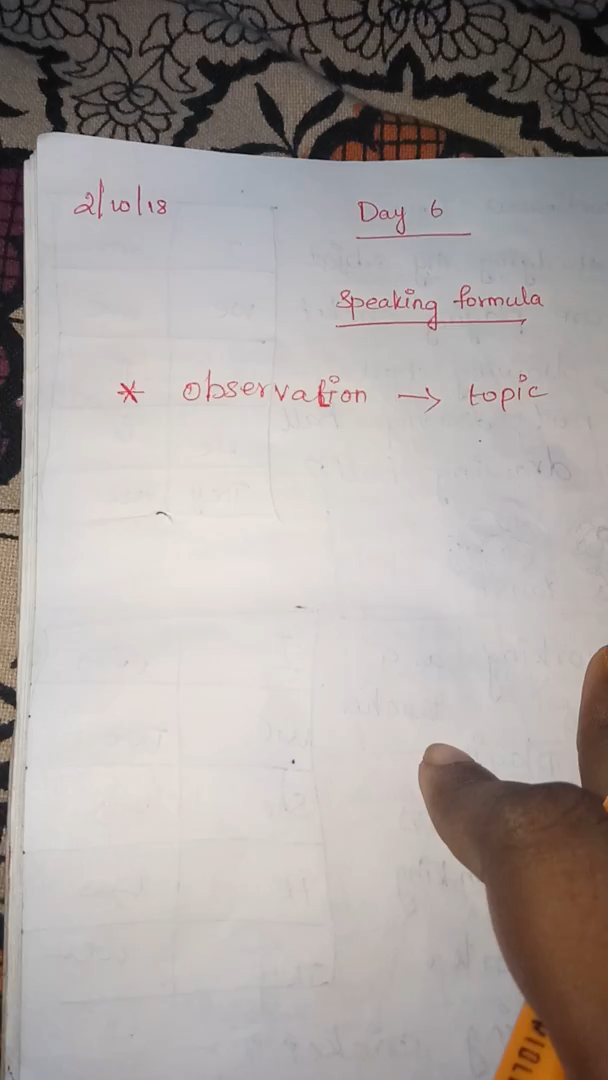 2/10/18
Day 6
Speaking formula
* observation → topic